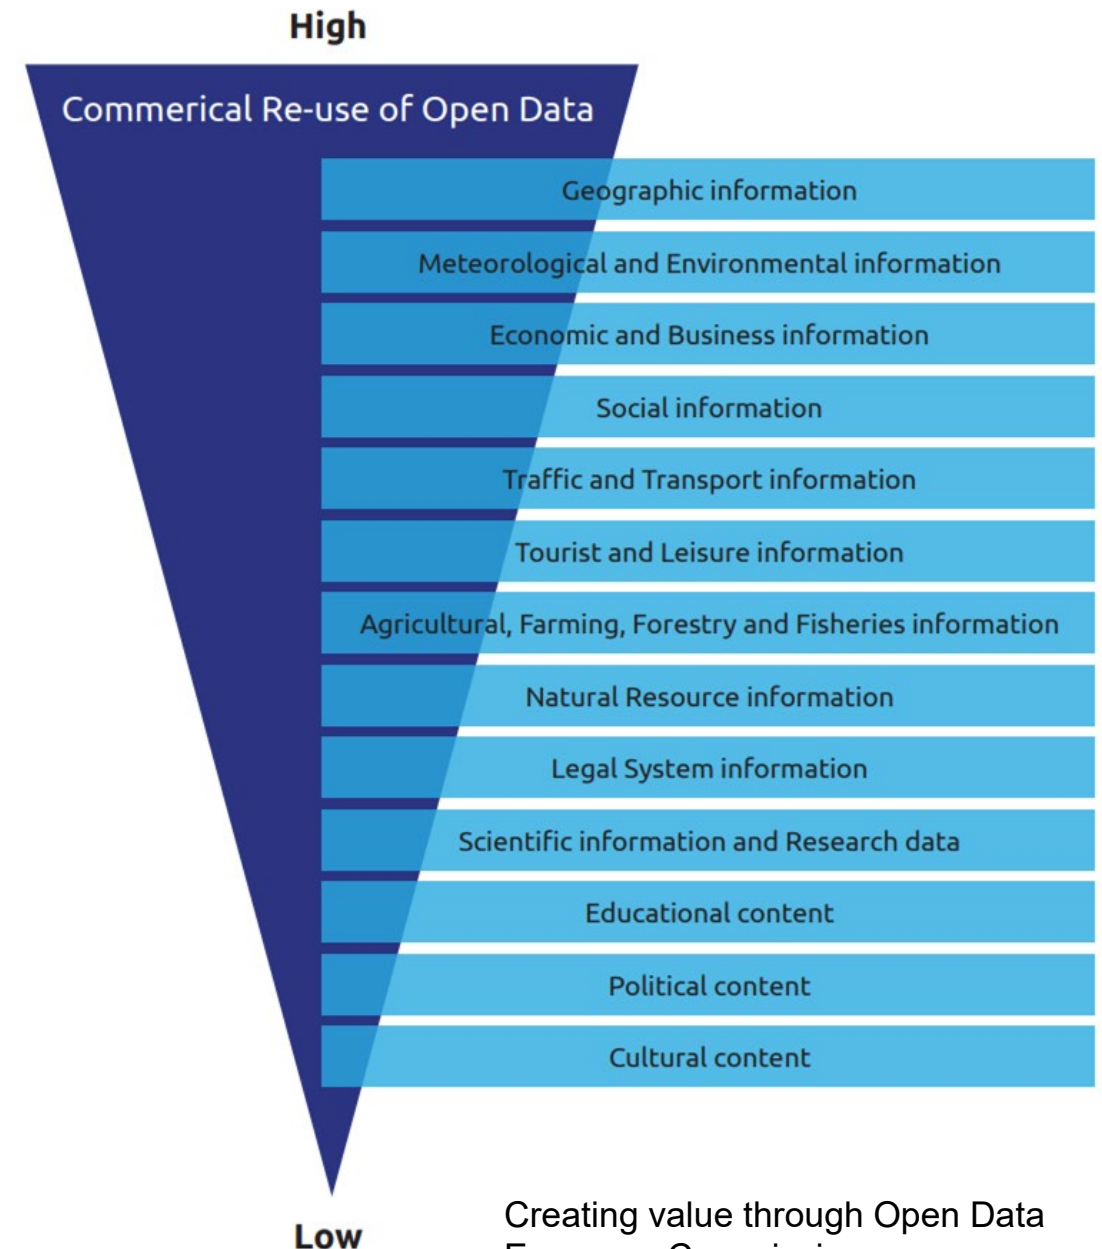 High
Commerical Re-use of Open Data
Geographic information
Meteorological and Environmental information
Economic and Business information
Social information
Traffic and Transport information
Tourist and Leisure information
Agricultural, Farming, Forestry and Fisheries information
Natural Resource information
Legal System information
Scientific information and Research data
Educational content
Political content
Cultural content
Low
Creating value through Open Data